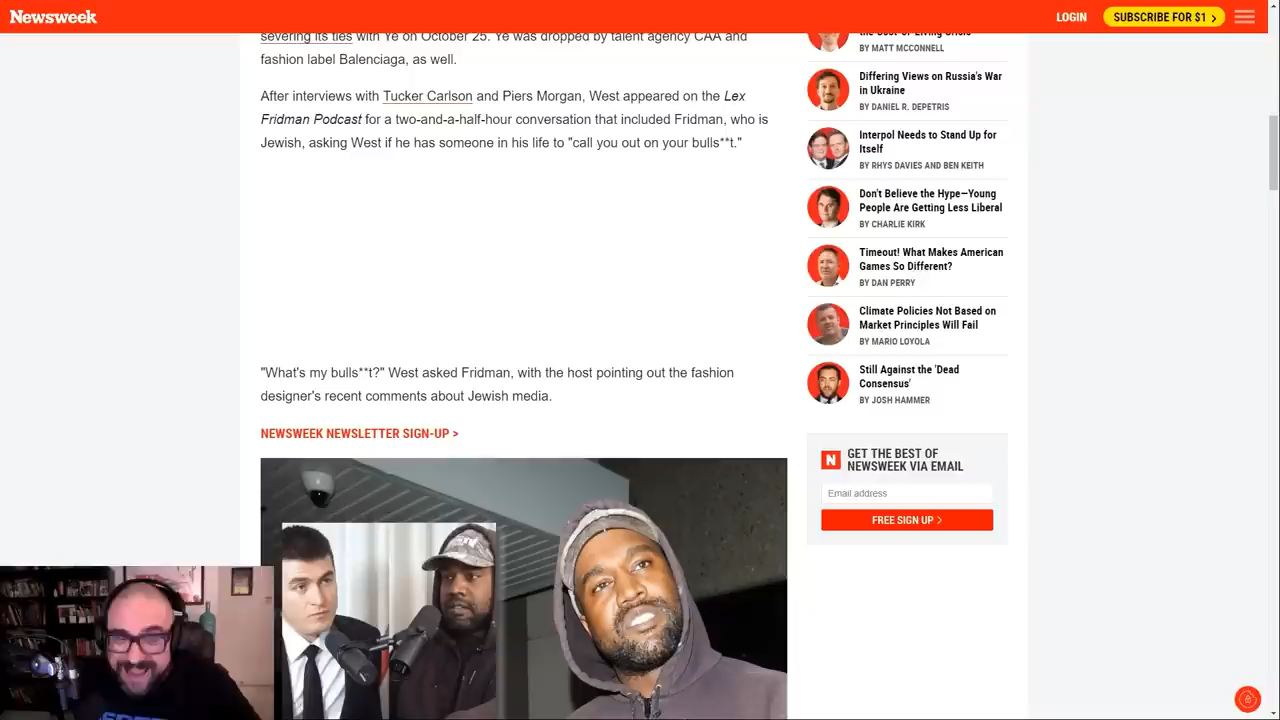 Newsweek
LOGIN
SUBSCRIBE FOR $1 >
severing its ties with Ye on October 25. Ye was dropped by talent agency CAA and
fashion label Balenciaga, as well.
After interviews with Tucker Carlson and Piers Morgan, West appeared on the Lex
Fridman Podcast for a two-and-a-half-hour conversation that included Fridman, who is
Jewish, asking West if he has someone in his life to "call you out on your bulls**t."
"What's my bulls**t?" West asked Fridman, with the host pointing out the fashion
designer's recent comments about Jewish media.
NEWSWEEK NEWSLETTER SIGN-UP >
the Cost-of-Living Crisis
BY MATT MCCONNELL
Differing Views on Russia's War
in Ukraine
BY DANIEL R. DEPETRIS
Interpol Needs to Stand Up for
Itself
BY RHYS DAVIES AND BEN KEITH
Don't Believe the Hype—Young
People Are Getting Less Liberal
BY CHARLIE KIRK
Timeout! What Makes American
Games So Different?
BY DAN PERRY
Climate Policies Not Based on
Market Principles Will Fail
BY MARIO LOYOLA
Still Against the 'Dead
Consensus'
BY JOSH HAMMER
N
GET THE BEST OF
NEWSWEEK VIA EMAIL
Email address
FREE SIGN UP >